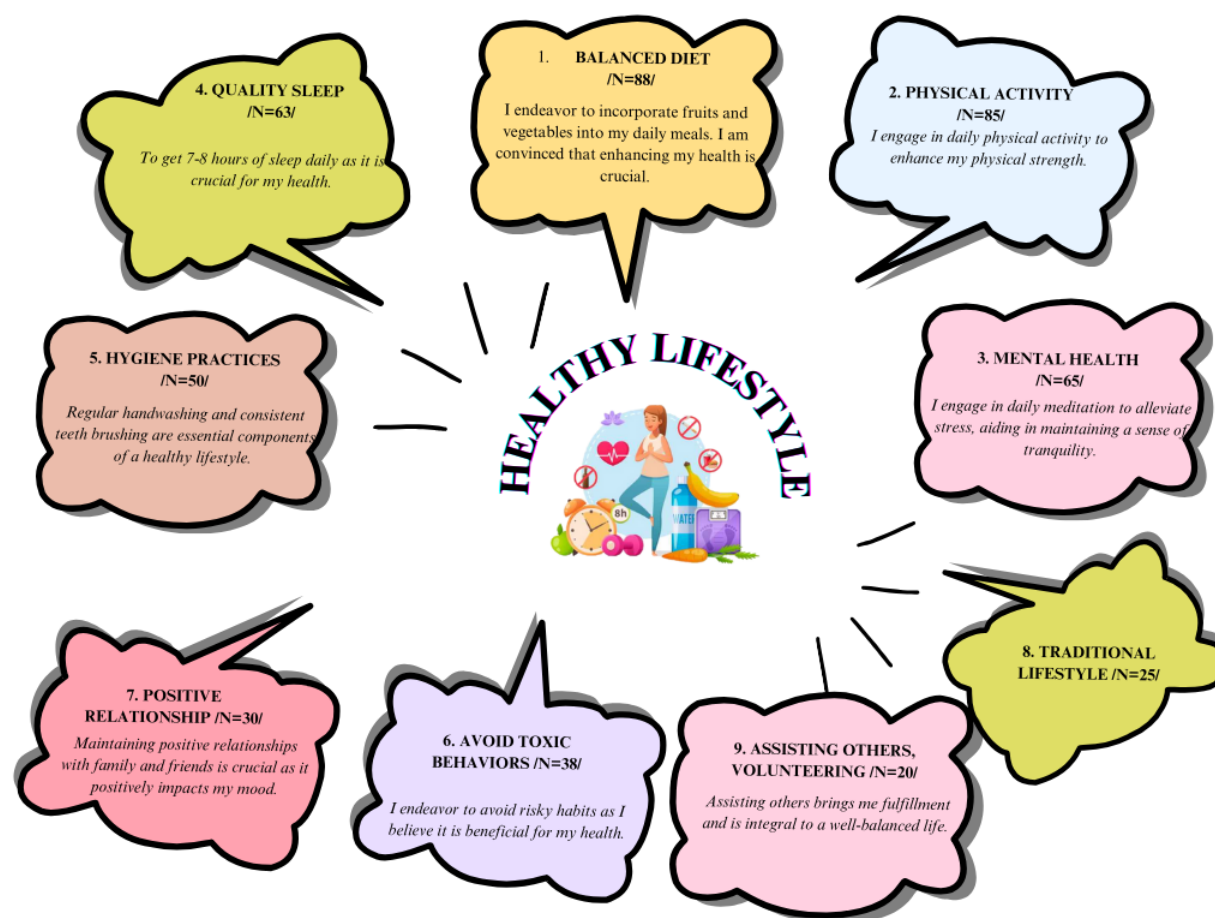 1. BALANCED DIET
/N=88/
I endeavor to incorporate fruits and
vegetables into my daily meals. I am
convinced that enhancing my health is
crucial.
2. PHYSICAL ACTIVITY
/N=85/
I engage in daily physical activity to
enhance my physical strength.
3. MENTAL HEALTH
/N=65/
I engage in daily meditation to alleviate
stress, aiding in maintaining a sense of
tranquility.
4. QUALITY SLEEP
/N=63/
To get 7-8 hours of sleep daily as it is
crucial for my health.
5. HYGIENE PRACTICES
/N=50/
Regular handwashing and consistent
teeth brushing are essential components
of a healthy lifestyle.
HEALTHY LIFESTYLE
8h
WATER
6. AVOID TOXIC
BEHAVIORS /N=38/
I endeavor to avoid risky habits as I
believe it is beneficial for my health.
7. POSITIVE
RELATIONSHIP /N=30/
Maintaining positive relationships
with family and friends is crucial as it
positively impacts my mood.
8. TRADITIONAL
LIFESTYLE /N=25/
9. ASSISTING OTHERS,
VOLUNTEERING /N=20/
Assisting others brings me fulfillment
and is integral to a well-balanced life.